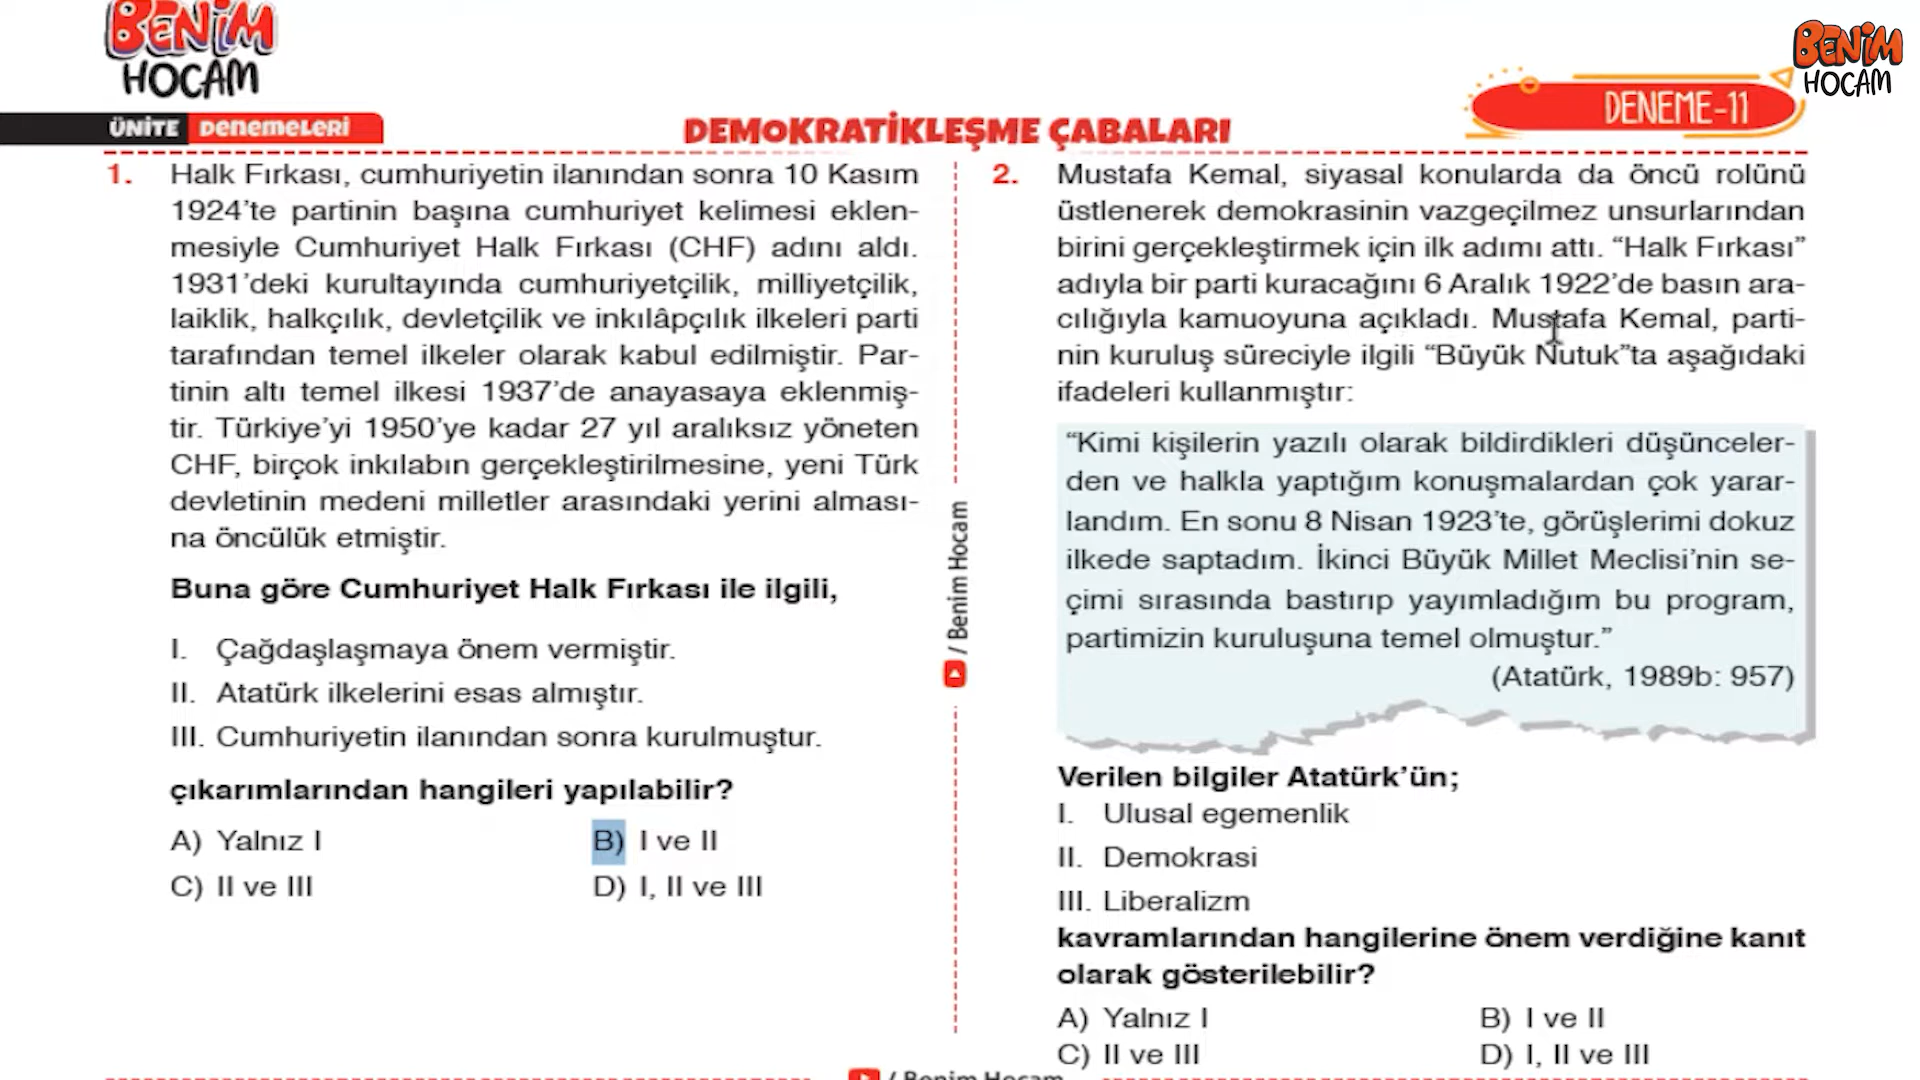 BENİM
HOCAM
BENİM
HOCAM
ÜNİTE DENEMELERİ
DEMOKRATİKLEŞME ÇABALARI
DENEME-11
1. Halk Fırkası, cumhuriyetin ilanından sonra 10 Kasım
1924’te partinin başına cumhuriyet kelimesi eklen-
mesiyle Cumhuriyet Halk Fırkası (CHF) adını aldı.
1931’deki kurultayında cumhuriyetçilik, milliyetçilik,
laiklik, halkçılık, devletçilik ve inkılâpçılık ilkeleri parti
tarafından temel ilkeler olarak kabul edilmiştir. Par-
tinin altı temel ilkesi 1937’de anayasaya eklenmiş-
tir. Türkiye’yi 1950’ye kadar 27 yıl aralıksız yöneten
CHF, birçok inkılabın gerçekleştirilmesine, yeni Türk
devletinin medeni milletler arasındaki yerini alması-
na öncülük etmiştir.
Buna göre Cumhuriyet Halk Fırkası ile ilgili,
I. Çağdaşlaşmaya önem vermiştir.
II. Atatürk ilkelerini esas almıştır.
III. Cumhuriyetin ilanından sonra kurulmuştur.
çıkarımlarından hangileri yapılabilir?
A) Yalnız I B) I ve II
C) II ve III D) I, II ve III
/ Benim Hocam
2. Mustafa Kemal, siyasal konularda da öncü rolünü
üstlenerek demokrasinin vazgeçilmez unsurlarından
birini gerçekleştirmek için ilk adımı attı. “Halk Fırkası”
adıyla bir parti kuracağını 6 Aralık 1922’de basın ara-
cılığıyla kamuoyuna açıkladı. Mustafa Kemal, parti-
nin kuruluş süreciyle ilgili “Büyük Nutuk”ta aşağıdaki
ifadeleri kullanmıştır:
“Kimi kişilerin yazılı olarak bildirdikleri düşünceler-
den ve halkla yaptığım konuşmalardan çok yarar-
landım. En sonu 8 Nisan 1923’te, görüşlerimi dokuz
ilkede saptadım. İkinci Büyük Millet Meclisi’nin se-
çimi sırasında bastırıp yayımladığım bu program,
partimizin kuruluşuna temel olmuştur.”
(Atatürk, 1989b: 957)
Verilen bilgiler Atatürk’ün;
I. Ulusal egemenlik
II. Demokrasi
III. Liberalizm
kavramlarından hangilerine önem verdiğine kanıt
olarak gösterilebilir?
A) Yalnız I B) I ve II
C) II ve III D) I, II ve III
/ Benim Hocam